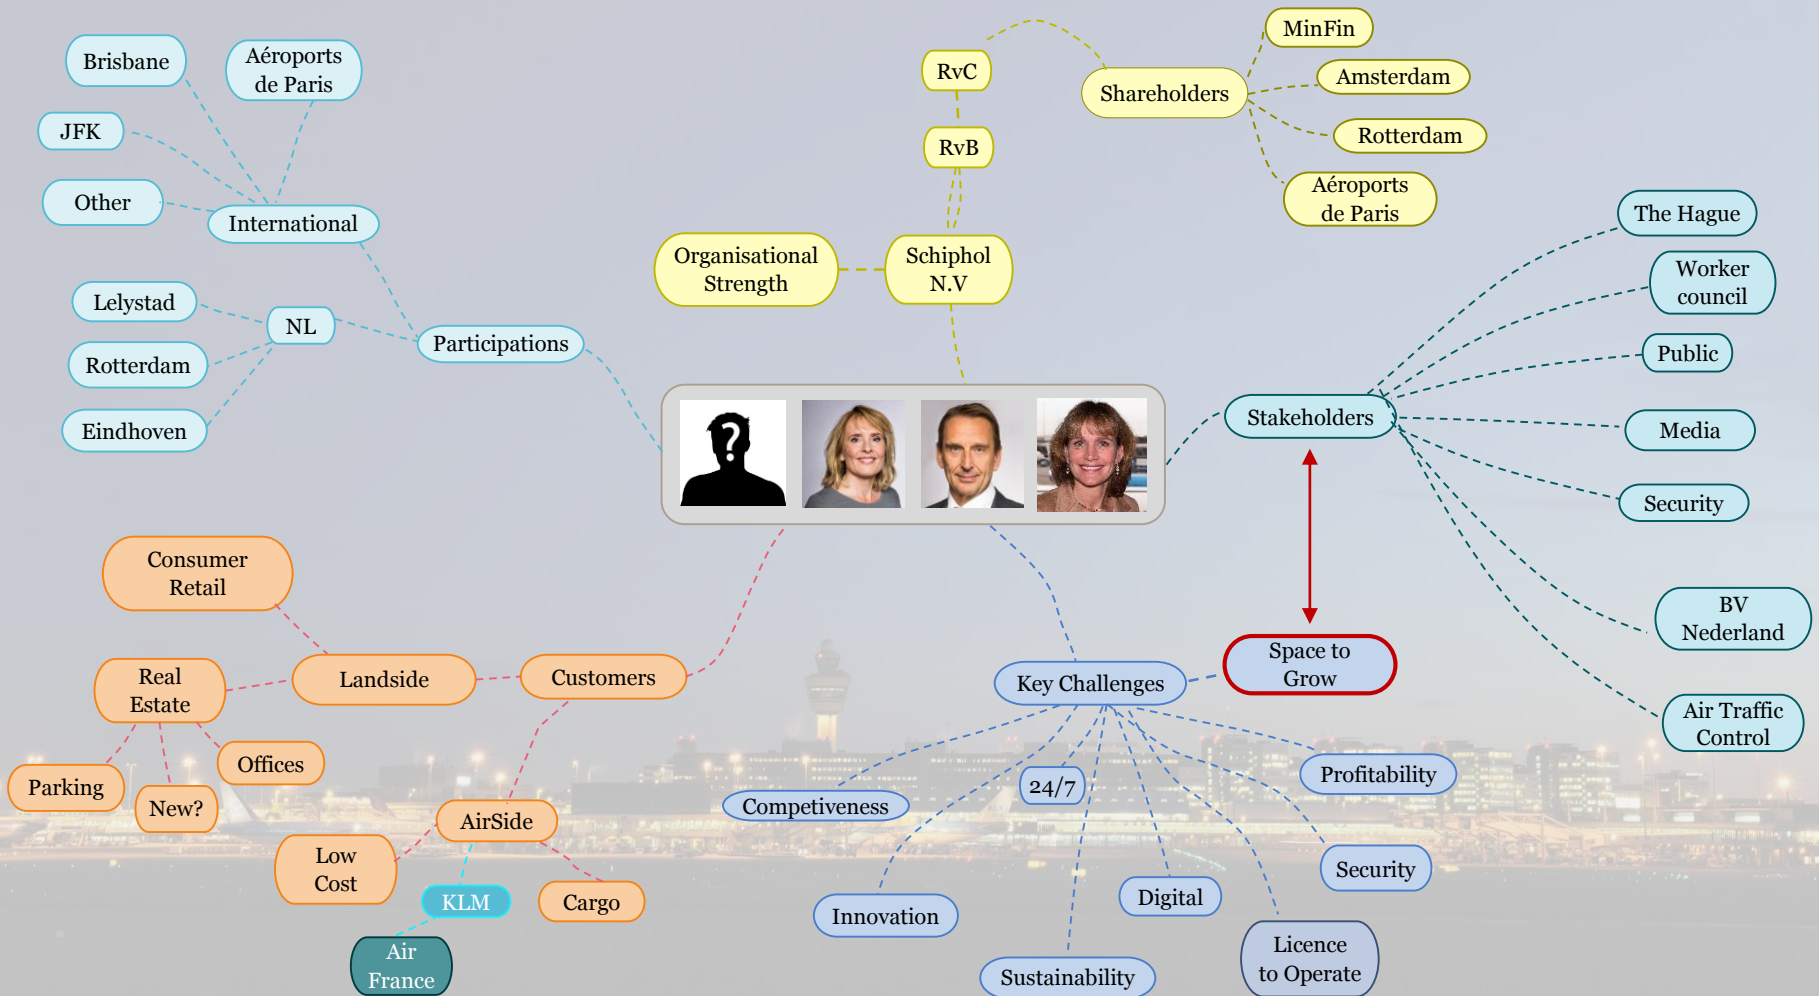 MinFin
RvC
Shareholders
Amsterdam
Rotterdam
Aéroports
de Paris
RvB
Organisational
Strength
Schiphol
N.V
Brisbane
Aéroports
de Paris
JFK
Other
International
Lelystad
NL
Rotterdam
Eindhoven
Participations
?
The Hague
Worker
council
Public
Stakeholders
Media
Security
BV
Nederland
Air Traffic
Control
Consumer
Retail
Real
Estate
Landside
Customers
Parking
New?
Offices
AirSide
Low
Cost
KLM
Cargo
Air
France
Key Challenges
Space to
Grow
Competiveness
24/7
Profitability
Innovation
Digital
Security
Sustainability
Licence
to Operate